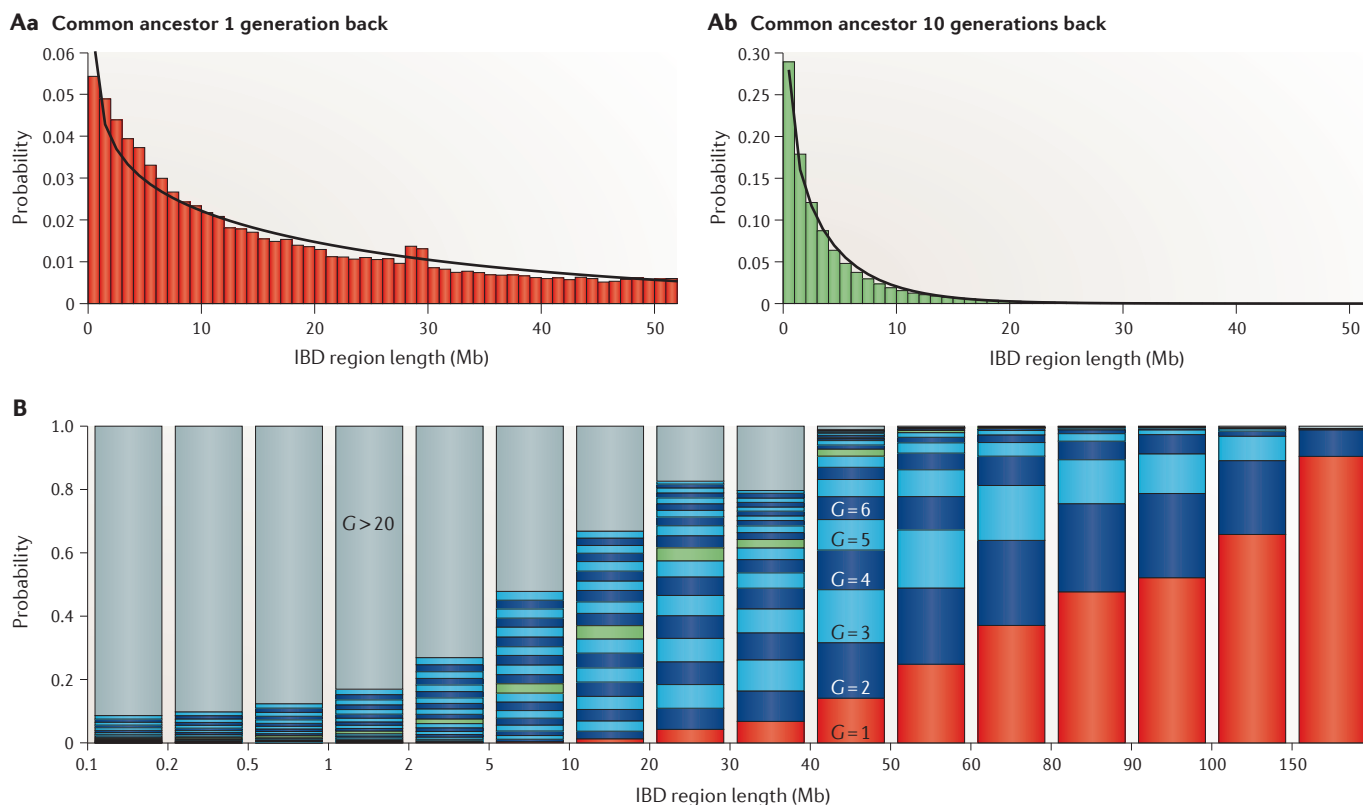 Aa Common ancestor 1 generation back
Probability
0.06
0.05
0.04
0.03
0.02
0.01
0
0 10 20 30 40 50
IBD region length (Mb)
Ab Common ancestor 10 generations back
Probability
0.30
0.25
0.20
0.15
0.10
0.05
0
0 10 20 30 40 50
IBD region length (Mb)
B
Probability
1.0
0.8
0.6
0.4
0.2
0
G > 20
G = 6
G = 5
G = 4
G = 3
G = 2
G = 1
0.1 0.2 0.5 1 2 5 10 20 30 40 50 60 80 90 100 150
IBD region length (Mb)